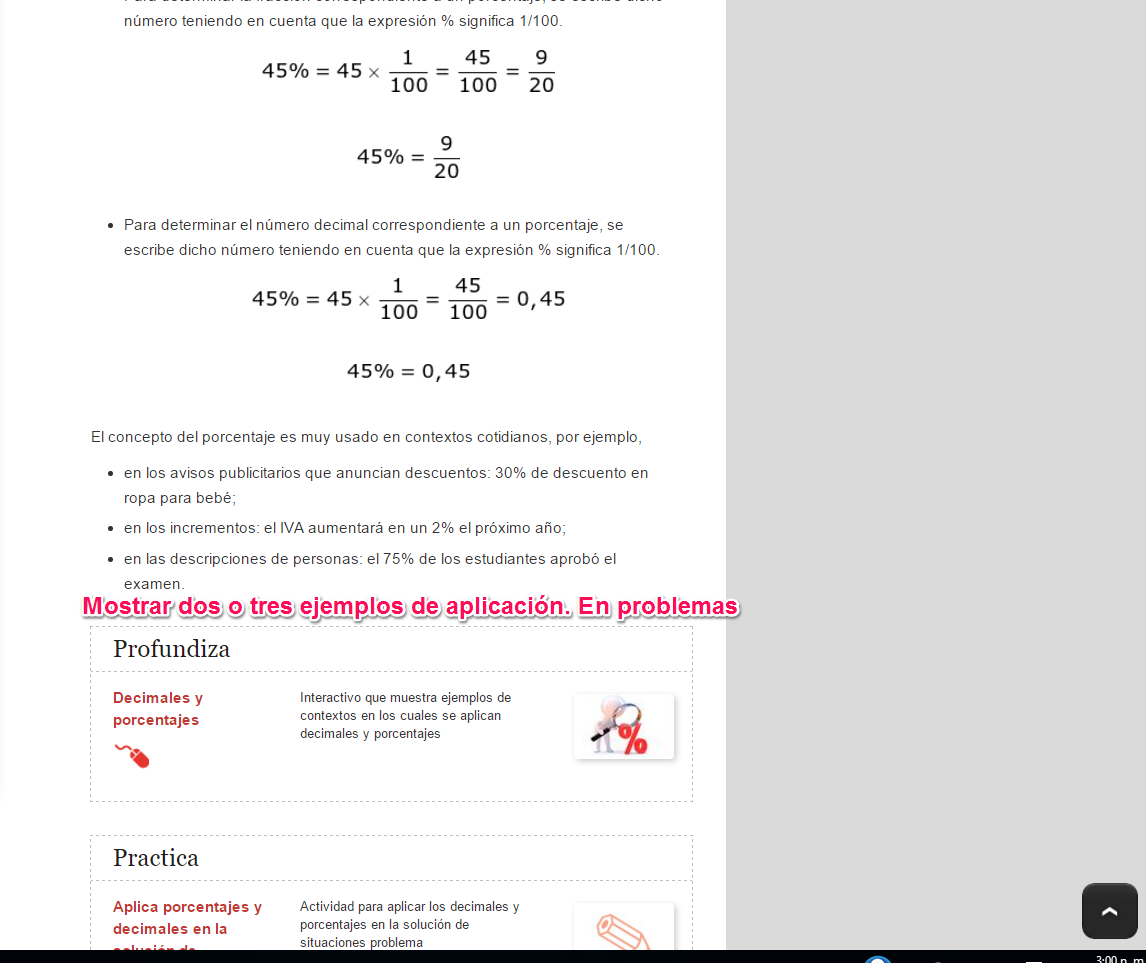 número teniendo en cuenta que la expresión % significa 1/100.
45% = 45 × 1/100 = 45/100 = 9/20
45% = 9/20
• Para determinar el número decimal correspondiente a un porcentaje, se
escribe dicho número teniendo en cuenta que la expresión % significa 1/100.
45% = 45 × 1/100 = 45/100 = 0,45
45% = 0,45
El concepto del porcentaje es muy usado en contextos cotidianos, por ejemplo,
• en los avisos publicitarios que anuncian descuentos: 30% de descuento en
ropa para bebé;
• en los incrementos: el IVA aumentará en un 2% el próximo año;
• en las descripciones de personas: el 75% de los estudiantes aprobó el
examen.
Mostrar dos o tres ejemplos de aplicación. En problemas
Profundiza
Decimales y
porcentajes
Interactivo que muestra ejemplos de
contextos en los cuales se aplican
decimales y porcentajes
%
Practica
Aplica porcentajes y
decimales en la
solución de
Actividad para aplicar los decimales y
porcentajes en la solución de
situaciones problema
3:00 p. m.